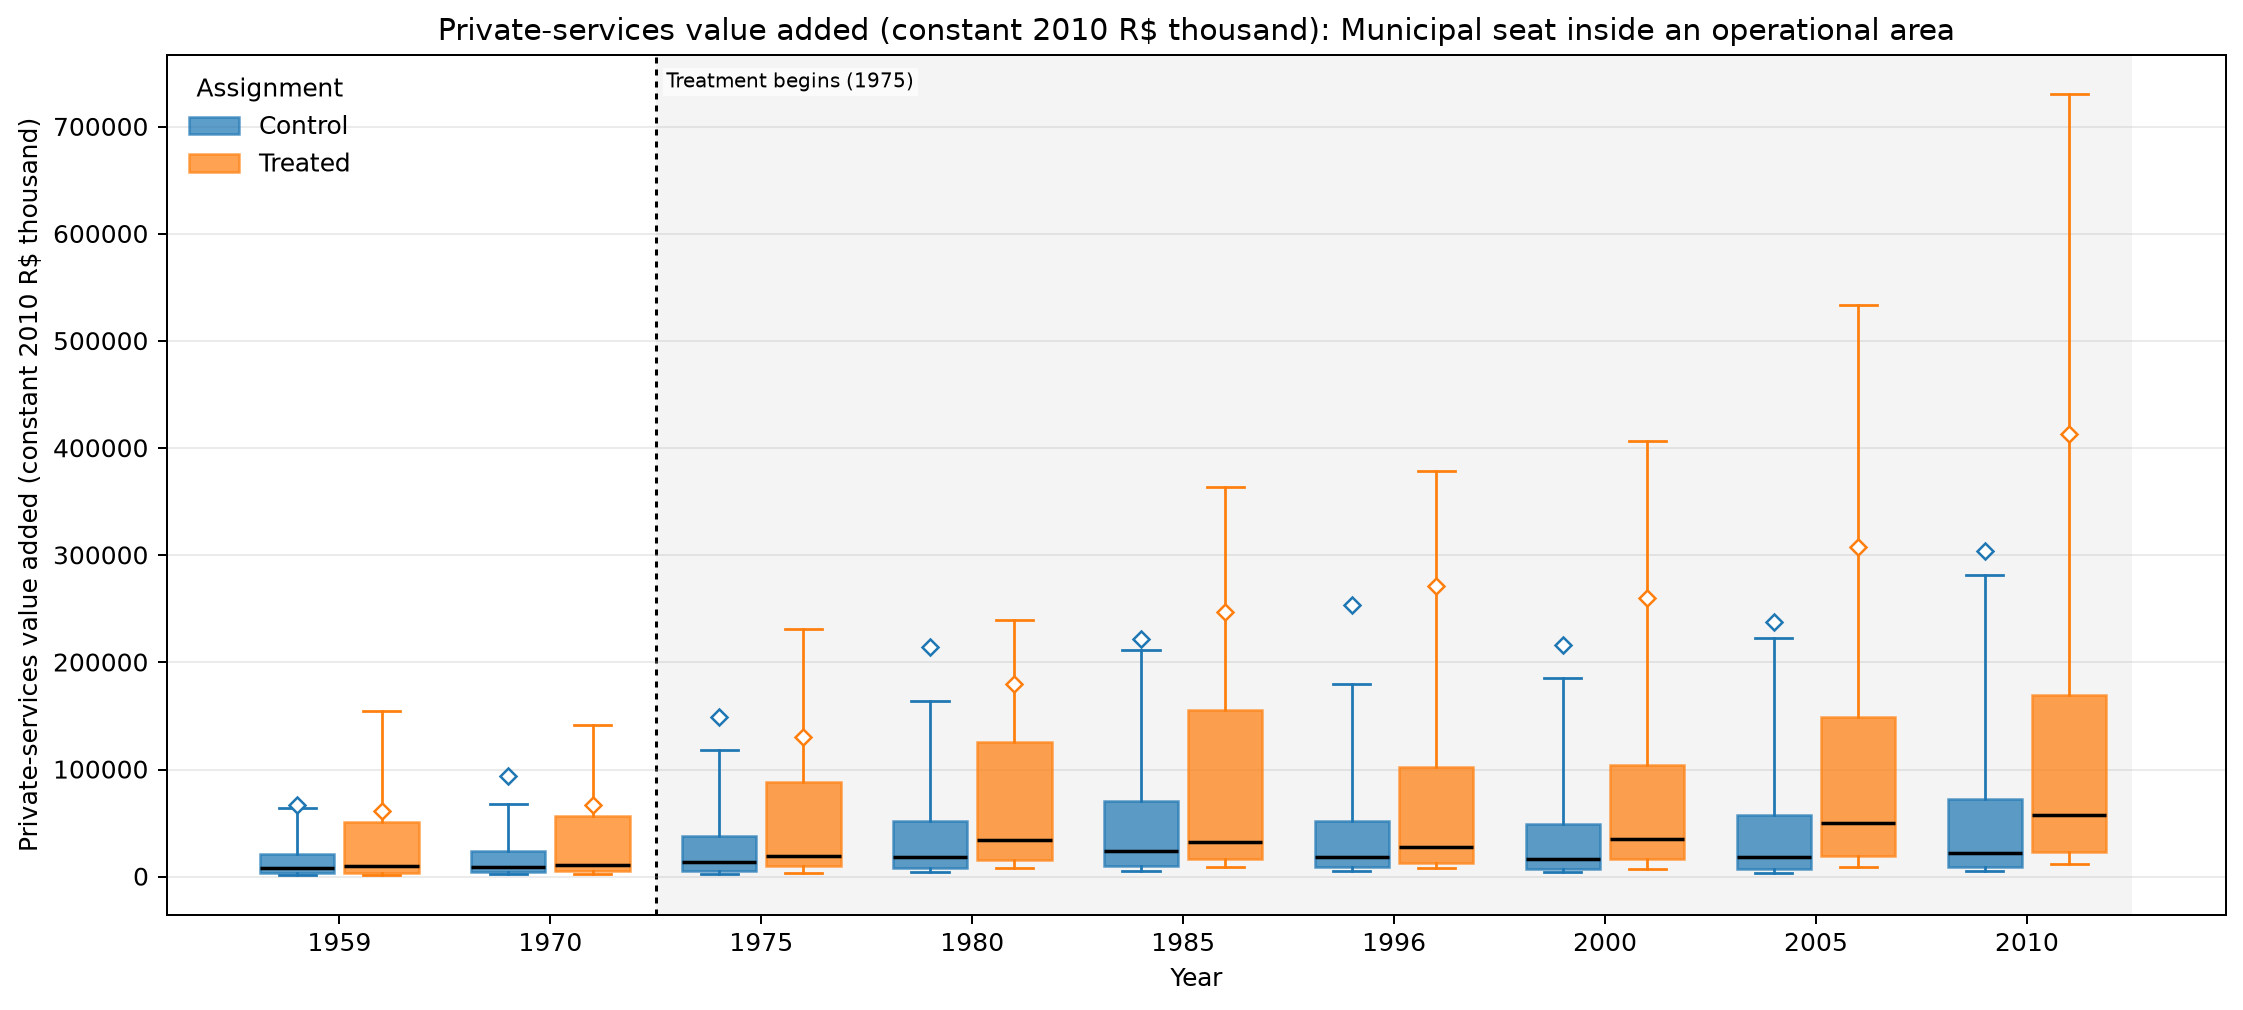 Private-services value added (constant 2010 R$ thousand): Municipal seat inside an operational area
Private-services value added (constant 2010 R$ thousand)
Treatment begins (1975)
Assignment
Control
Treated
700000
600000
500000
400000
300000
200000
100000
0
1959 1970 1975 1980 1985 1996 2000 2005 2010
Year